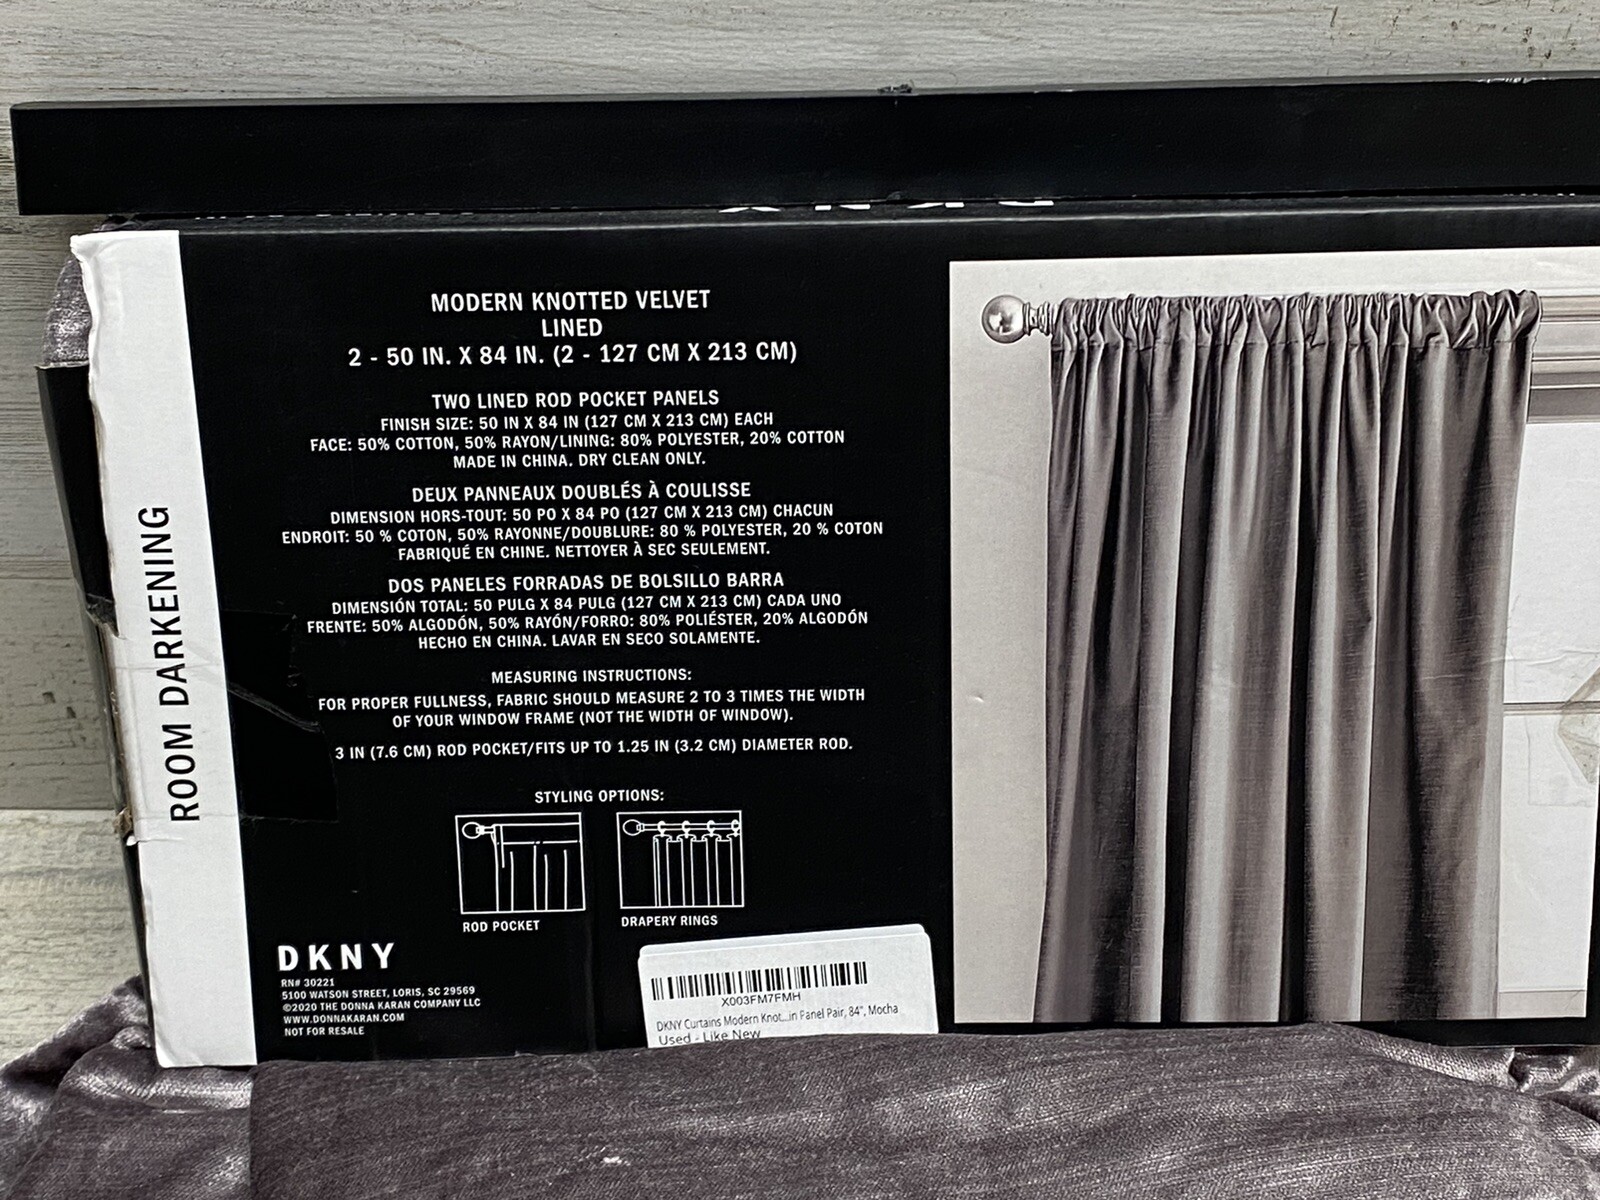 DKNY
ROOM DARKENING
MODERN KNOTTED VELVET
LINED
2 - 50 IN. X 84 IN. (2 - 127 CM X 213 CM)
TWO LINED ROD POCKET PANELS
FINISH SIZE: 50 IN X 84 IN (127 CM X 213 CM) EACH
FACE: 50% COTTON, 50% RAYON/LINING: 80% POLYESTER, 20% COTTON
MADE IN CHINA. DRY CLEAN ONLY.
DEUX PANNEAUX DOUBLÉS À COULISSE
DIMENSION HORS-TOUT: 50 PO X 84 PO (127 CM X 213 CM) CHACUN
ENDROIT: 50 % COTON, 50% RAYONNE/DOUBLURE: 80 % POLYESTER, 20 % COTON
FABRIQUÉ EN CHINE. NETTOYER À SEC SEULEMENT.
DOS PANELES FORRADAS DE BOLSILLO BARRA
DIMENSIÓN TOTAL: 50 PULG X 84 PULG (127 CM X 213 CM) CADA UNO
FRENTE: 50% ALGODÓN, 50% RAYÓN/FORRO: 80% POLIÉSTER, 20% ALGODÓN
HECHO EN CHINA. LAVAR EN SECO SOLAMENTE.
MEASURING INSTRUCTIONS:
FOR PROPER FULLNESS, FABRIC SHOULD MEASURE 2 TO 3 TIMES THE WIDTH
OF YOUR WINDOW FRAME (NOT THE WIDTH OF WINDOW).
3 IN (7.6 CM) ROD POCKET/FITS UP TO 1.25 IN (3.2 CM) DIAMETER ROD.
STYLING OPTIONS:
ROD POCKET
DRAPERY RINGS
DKNY
RN# 30221
5100 WATSON STREET, LORIS, SC 29569
©2020 THE DONNA KARAN COMPANY LLC
WWW.DONNAKARAN.COM
NOT FOR RESALE
X003FM7FMH
DKNY Curtains Modern Knot...in Panel Pair, 84", Mocha
Used - Like New